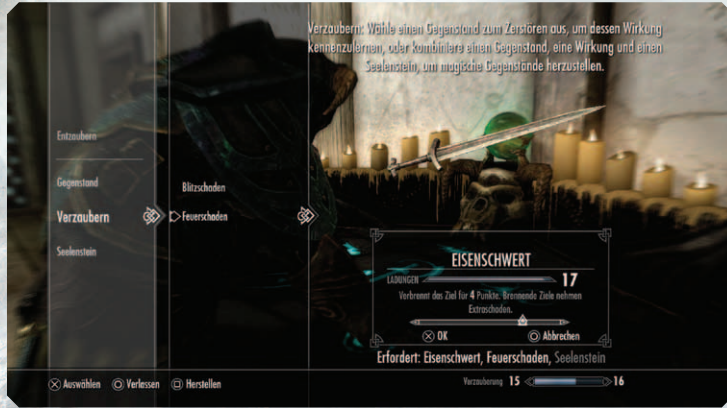 Verzaubern: Wähle einen Gegenstand zum Zerstören aus, um dessen Wirkung
kennenzulernen, oder kombiniere einen Gegenstand, eine Wirkung und einen
Seelenstein, um magische Gegenstände herzustellen.
Entzaubern
Gegenstand
Verzaubern
Seelenstein
Blitzschaden
Feuerschaden
EISENSCHWERT
LADUNGEN 17
Verbrennt das Ziel für 4 Punkte. Brennende Ziele nehmen
Extraschaden.
OK Abbrechen
Erfordert: Eisenschwert, Feuerschaden, Seelenstein
Auswählen Verlassen Herstellen
Verzauberung 15 16